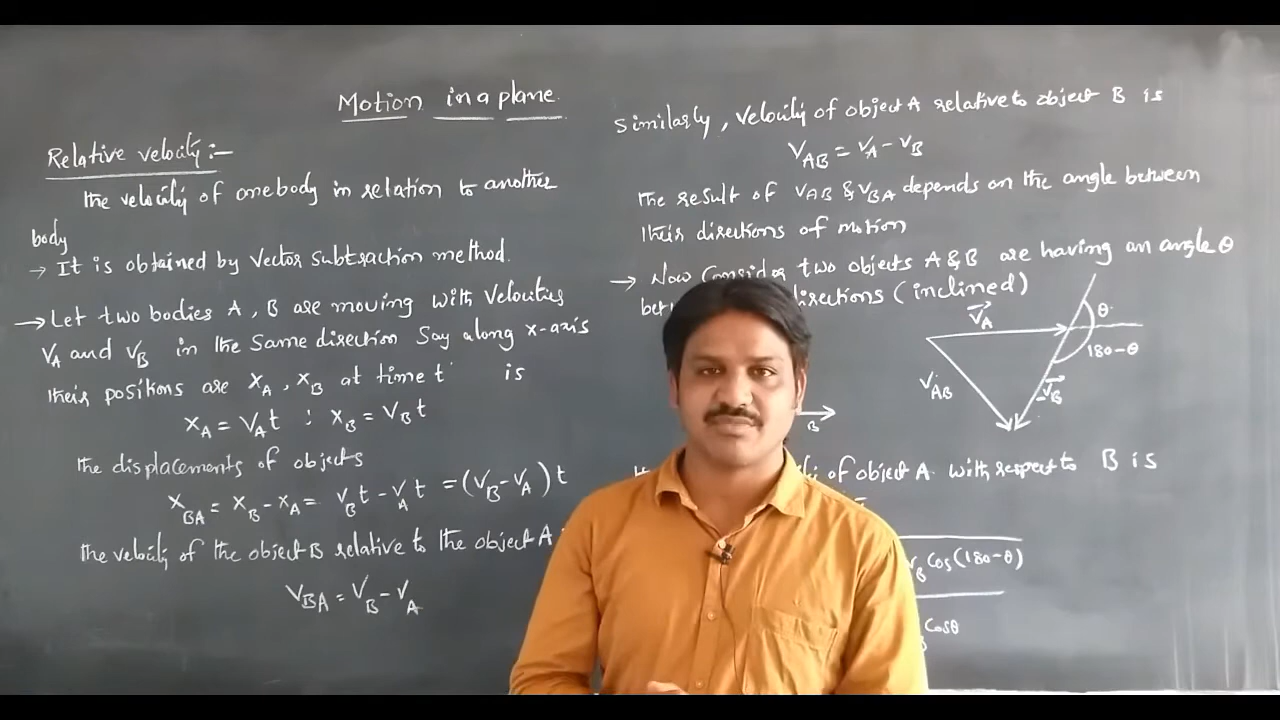 Motion in a plane.
Relative velocity :-
the velocity of one body in relation to another
body
→ It is obtained by Vector Subtraction method.
→ Let two bodies A, B are moving with Velocities
VA and VB in the Same direction Say along x-axis
their positions are XA, XB at time t is
XA = VAt : XB = VBt
the displacements of objects
XBA = XB - XA = VBt - VAt = (VB - VA) t
the velocity of the object B relative to the object A
VBA = VB - VA
Similarly, velocity of object A relative to object B is
VAB = VA - VB
the result of VAB & VBA depends on the angle between
their directions of motion
→ Now Consider two objects A & B are having an angle θ
directions (inclined)
VA
θ
180-θ
VAB
-VB
B
of object A with respect to B is
VB Cos(180-θ)
Cosθ